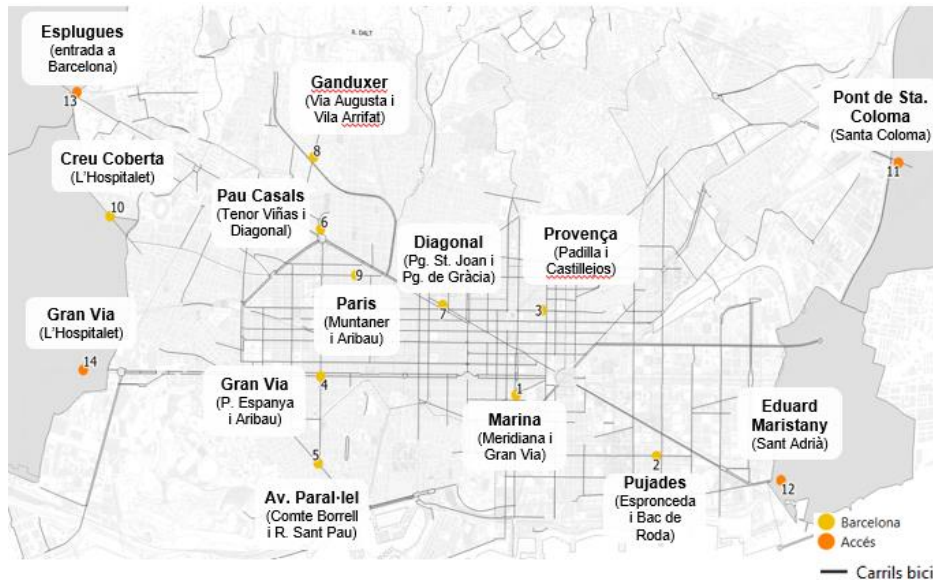 Esplugues
(entrada a
Barcelona)
13
R. DALT
Ganduxer
(Via Augusta i
Vila Arrifat)
8
Pont de Sta.
Coloma
(Santa Coloma)
11
Creu Coberta
(L'Hospitalet)
10
Pau Casals
(Tenor Viñas i
Diagonal)
6
Diagonal
(Pg. St. Joan i
Pg. de Gràcia)
7
Provença
(Padilla i
Castillejos)
3
9
Paris
(Muntaner
i Aribau)
Gran Via
(L'Hospitalet)
14
Gran Via
(P. Espanya
i Aribau)
4
1
Marina
(Meridiana i
Gran Via)
Eduard
Maristany
(Sant Adrià)
12
5
Av. Paral·lel
(Comte Borrell
i R. Sant Pau)
2
Pujades
(Espronceda
i Bac de
Roda)
Barcelona
Accés
Carrils bici